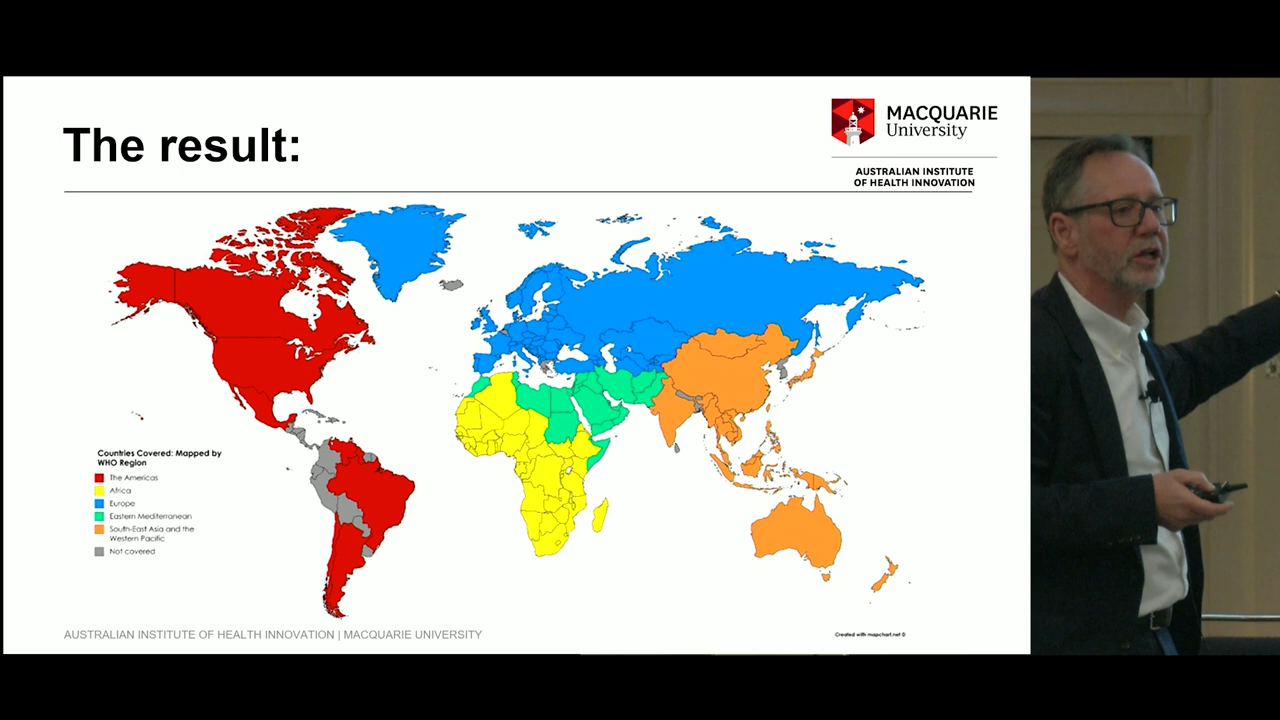 The result:
MACQUARIE
University
AUSTRALIAN INSTITUTE
OF HEALTH INNOVATION
Countries Covered: Mapped by
WHO Region
The Americas
Africa
Europe
Eastern Mediterranean
South-East Asia and the
Western Pacific
Not covered
AUSTRALIAN INSTITUTE OF HEALTH INNOVATION | MACQUARIE UNIVERSITY
Created with mapchart.net ©